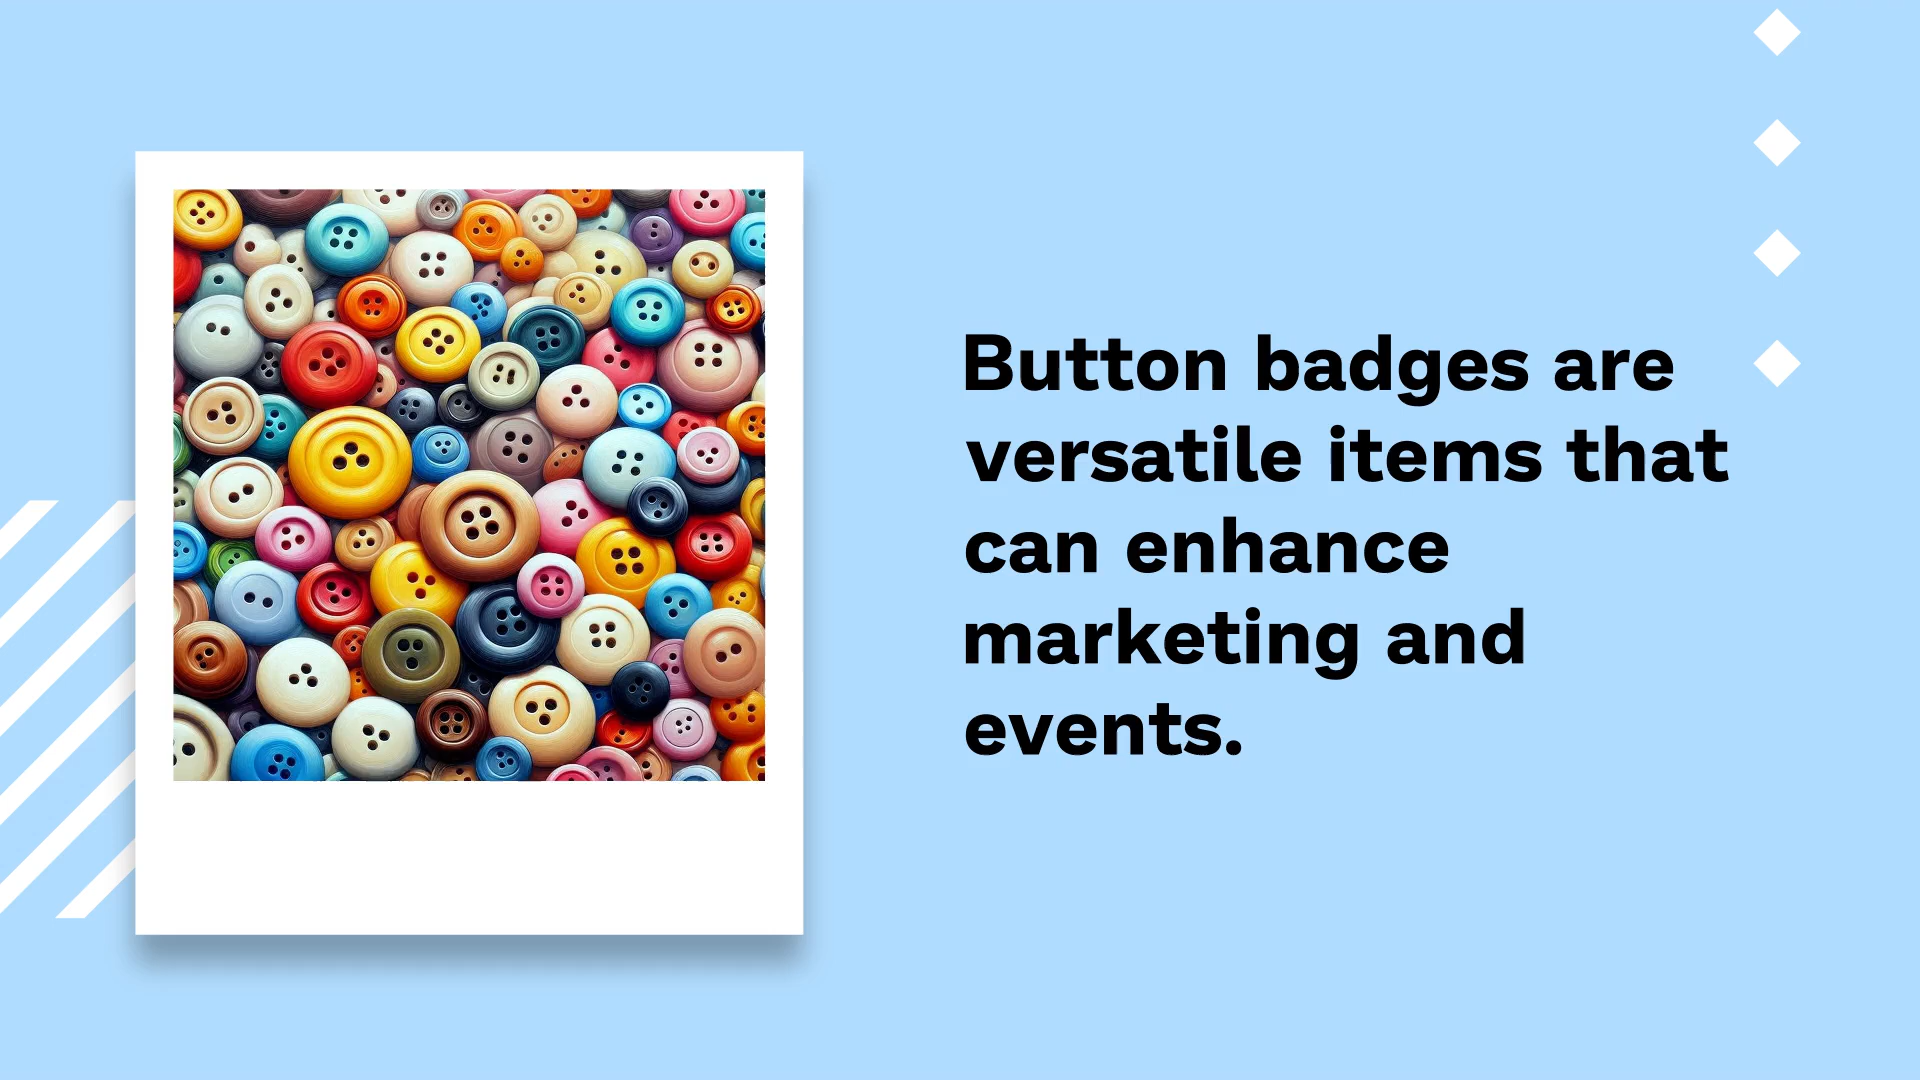 Button badges are
versatile items that
can enhance
marketing and
events.